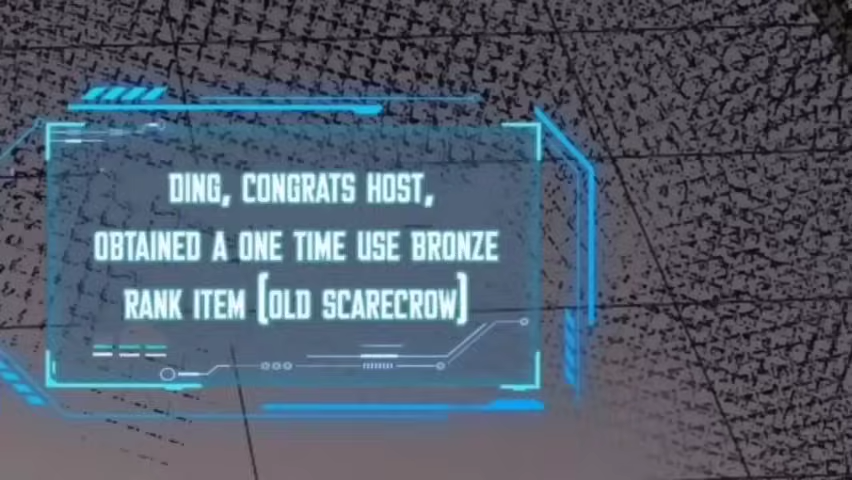 DING, CONGRATS HOST,
OBTAINED A ONE TIME USE BRONZE
RANK ITEM [OLD SCARECROW]